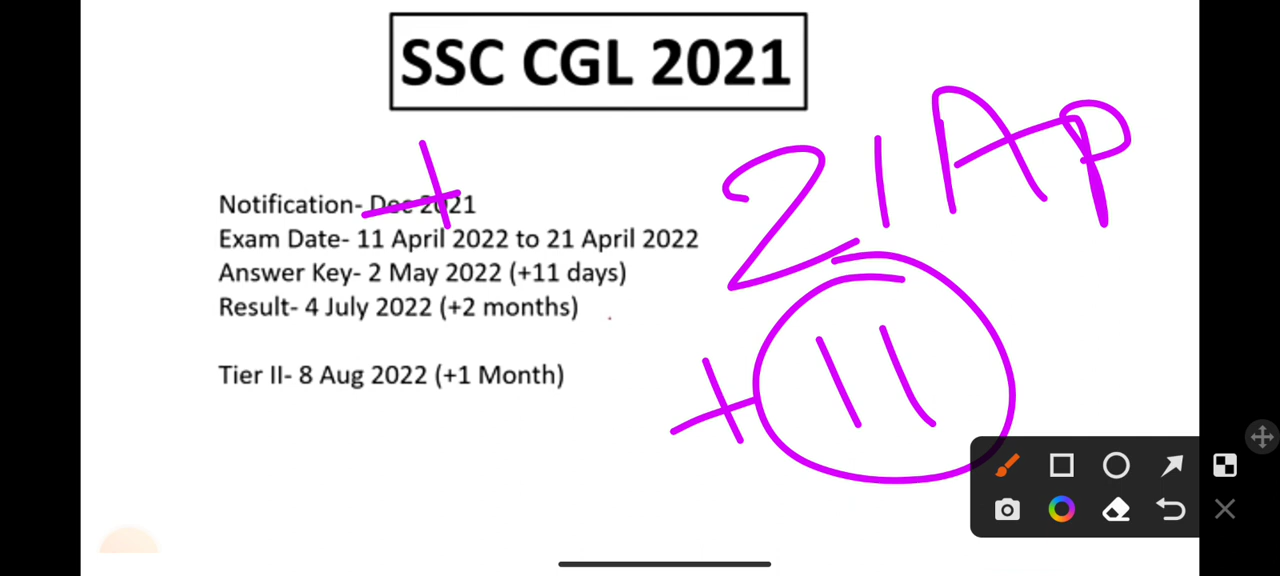 SSC CGL 2021
Notification- Dec 2021
Exam Date- 11 April 2022 to 21 April 2022
Answer Key- 2 May 2022 (+11 days)
Result- 4 July 2022 (+2 months)
Tier II- 8 Aug 2022 (+1 Month)
21 Ap
+ 11